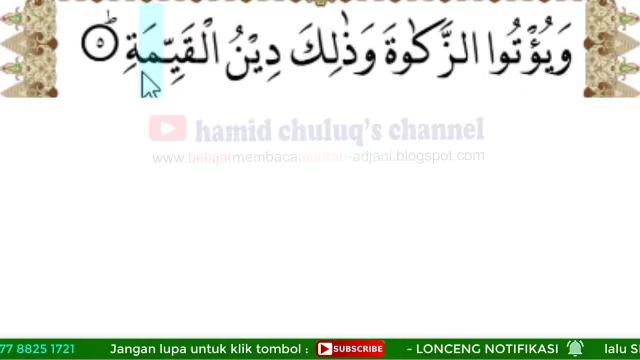 وَيُؤْتُوا الزَّكٰوةَ وَذٰلِكَ دِيْنُ الْقَيِّمَةِۗ ٥
hamid chuluq's channel
www.belajarmembacaalquran-adjani.blogspot.com
77 8825 1721 Jangan lupa untuk klik tombol : SUBSCRIBE - LONCENG NOTIFIKASI lalu S